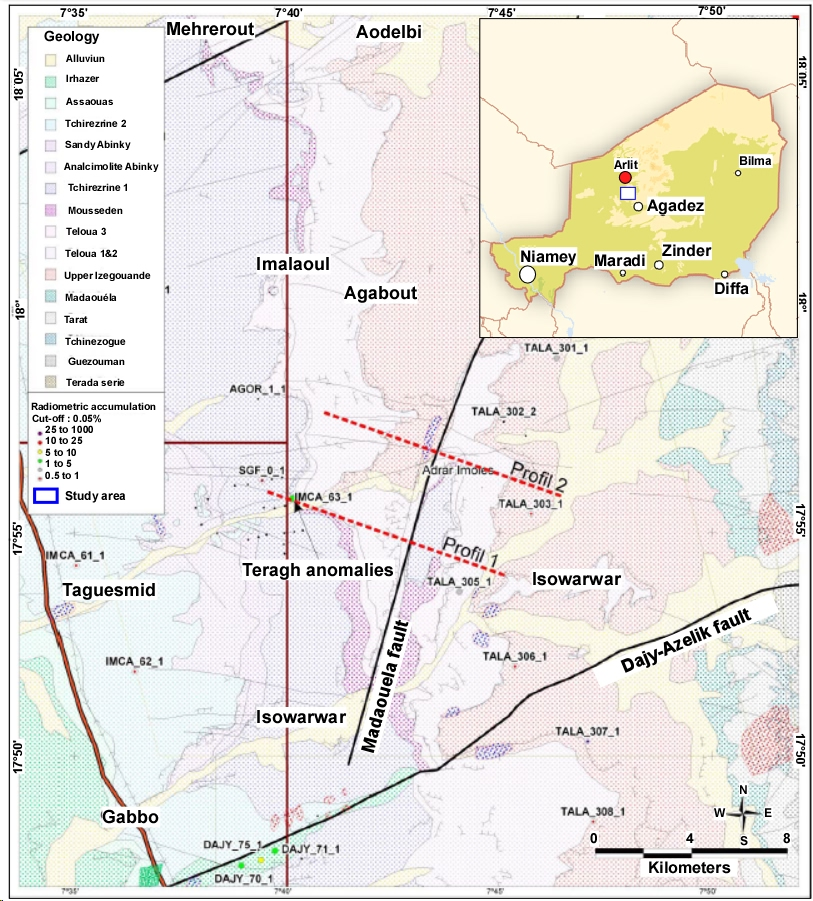 7°35'
7°40'
7°45'
7°50'
Mehrerout
Aodelbi
18°05'
18°05'
Geology
Alluviun
Irhazer
Assaouas
Tchirezrine 2
Sandy Abinky
Analcimolite Abinky
Tchirezrine 1
Mousseden
Teloua 3
Teloua 1&2
Upper Izegouande
Madaouéla
Tarat
Tchinezogue
Guezouman
Terada serie
Radiometric accumulation
Cut-off : 0.05%
25 to 1000
10 to 25
5 to 10
1 to 5
0.5 to 1
Study area
Arlit
Bilma
Agadez
Niamey
Maradi
Zinder
Diffa
Imalaoul
Agabout
18°
18°
TALA_301_1
AGOR_1_1
TALA_302_2
Adrar Imoles
Profil 2
SGF_0_1
IMCA_63_1
TALA_303_1
17°55'
17°55'
Profil 1
IMCA_61_1
Teragh anomalies
Isowarwar
TALA_305_1
Taguesmid
Madaouela fault
Dajy-Azelik fault
IMCA_62_1
TALA_306_1
Isowarwar
TALA_307_1
17°50'
17°50'
Gabbo
TALA_308_1
N
W
E
S
0
4
8
Kilometers
DAJY_75_1
DAJY_71_1
DAJY_70_1
7°35'
7°40'
7°45'
7°50'